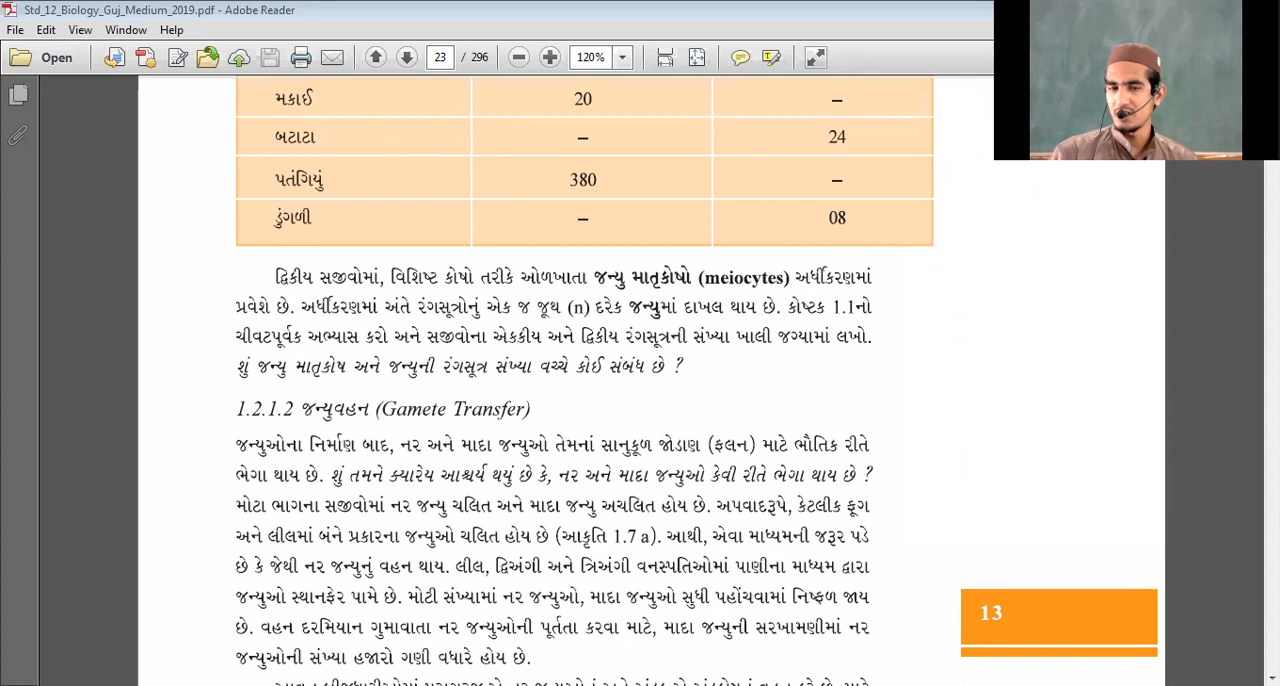 Std_12_Biology_Guj_Medium_2019.pdf - Adobe Reader
File Edit View Window Help
Open 23 / 296 120%
મકાઈ 20 –
બટાટા – 24
પતંગિયું 380 –
ડુંગળી – 08
દ્વિકીય સજીવોમાં, વિશિષ્ટ કોષો તરીકે ઓળખાતા જન્યુ માતૃકોષો (meiocytes) અર્ધીકરણમાં
પ્રવેશે છે. અર્ધીકરણમાં અંતે રંગસૂત્રોનું એક જ જૂથ (n) દરેક જન્યુમાં દાખલ થાય છે. કોષ્ટક 1.1નો
ચીવટપૂર્વક અભ્યાસ કરો અને સજીવોના એકકીય અને દ્વિકીય રંગસૂત્રની સંખ્યા ખાલી જગ્યામાં લખો.
શું જન્યુ માતૃકોષ અને જન્યુની રંગસૂત્ર સંખ્યા વચ્ચે કોઈ સંબંધ છે ?
1.2.1.2 જન્યુવહન (Gamete Transfer)
જન્યુઓના નિર્માણ બાદ, નર અને માદા જન્યુઓ તેમનાં સાનુકૂળ જોડાણ (ફલન) માટે ભૌતિક રીતે
ભેગા થાય છે. શું તમને ક્યારેય આશ્ચર્ય થયું છે કે, નર અને માદા જન્યુઓ કેવી રીતે ભેગા થાય છે ?
મોટા ભાગના સજીવોમાં નર જન્યુ ચલિત અને માદા જન્યુ અચલિત હોય છે. અપવાદરૂપે, કેટલીક ફૂગ
અને લીલમાં બંને પ્રકારના જન્યુઓ ચલિત હોય છે (આકૃતિ 1.7 a). આથી, એવા માધ્યમની જરૂર પડે
છે કે જેથી નર જન્યુનું વહન થાય. લીલ, દ્વિઅંગી અને ત્રિઅંગી વનસ્પતિઓમાં પાણીના માધ્યમ દ્વારા
જન્યુઓ સ્થાનફેર પામે છે. મોટી સંખ્યામાં નર જન્યુઓ, માદા જન્યુઓ સુધી પહોંચવામાં નિષ્ફળ જાય
છે. વહન દરમિયાન ગુમાવાતા નર જન્યુઓની પૂર્તતા કરવા માટે, માદા જન્યુની સરખામણીમાં નર
જન્યુઓની સંખ્યા હજારો ગણી વધારે હોય છે.
13